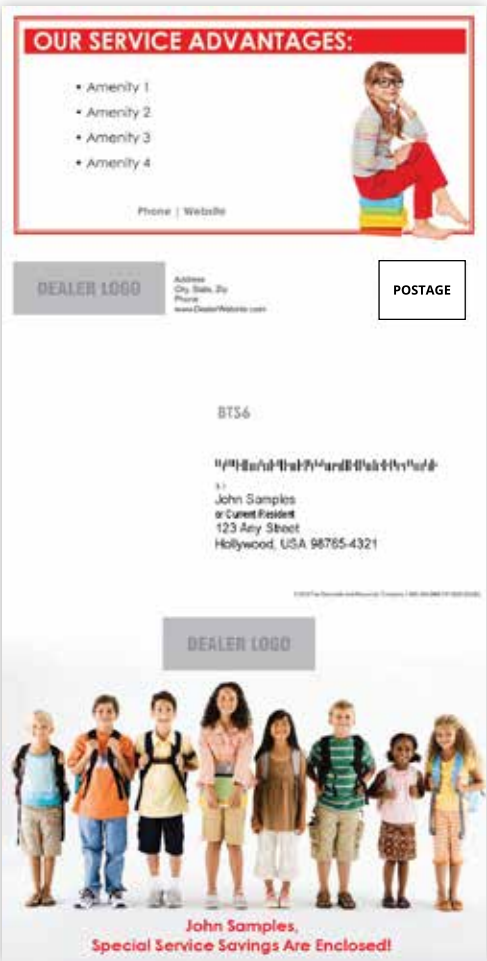 OUR SERVICE ADVANTAGES:
• Amenity 1
• Amenity 2
• Amenity 3
• Amenity 4
Phone | Website
DEALER LOGO
Address
City, State, Zip
Phone
www.DealerWebsite.com
POSTAGE
BTS6
John Samples
or Current Resident
123 Any Street
Hollywood, USA 98765-4321
DEALER LOGO
John Samples,
Special Service Savings Are Enclosed!